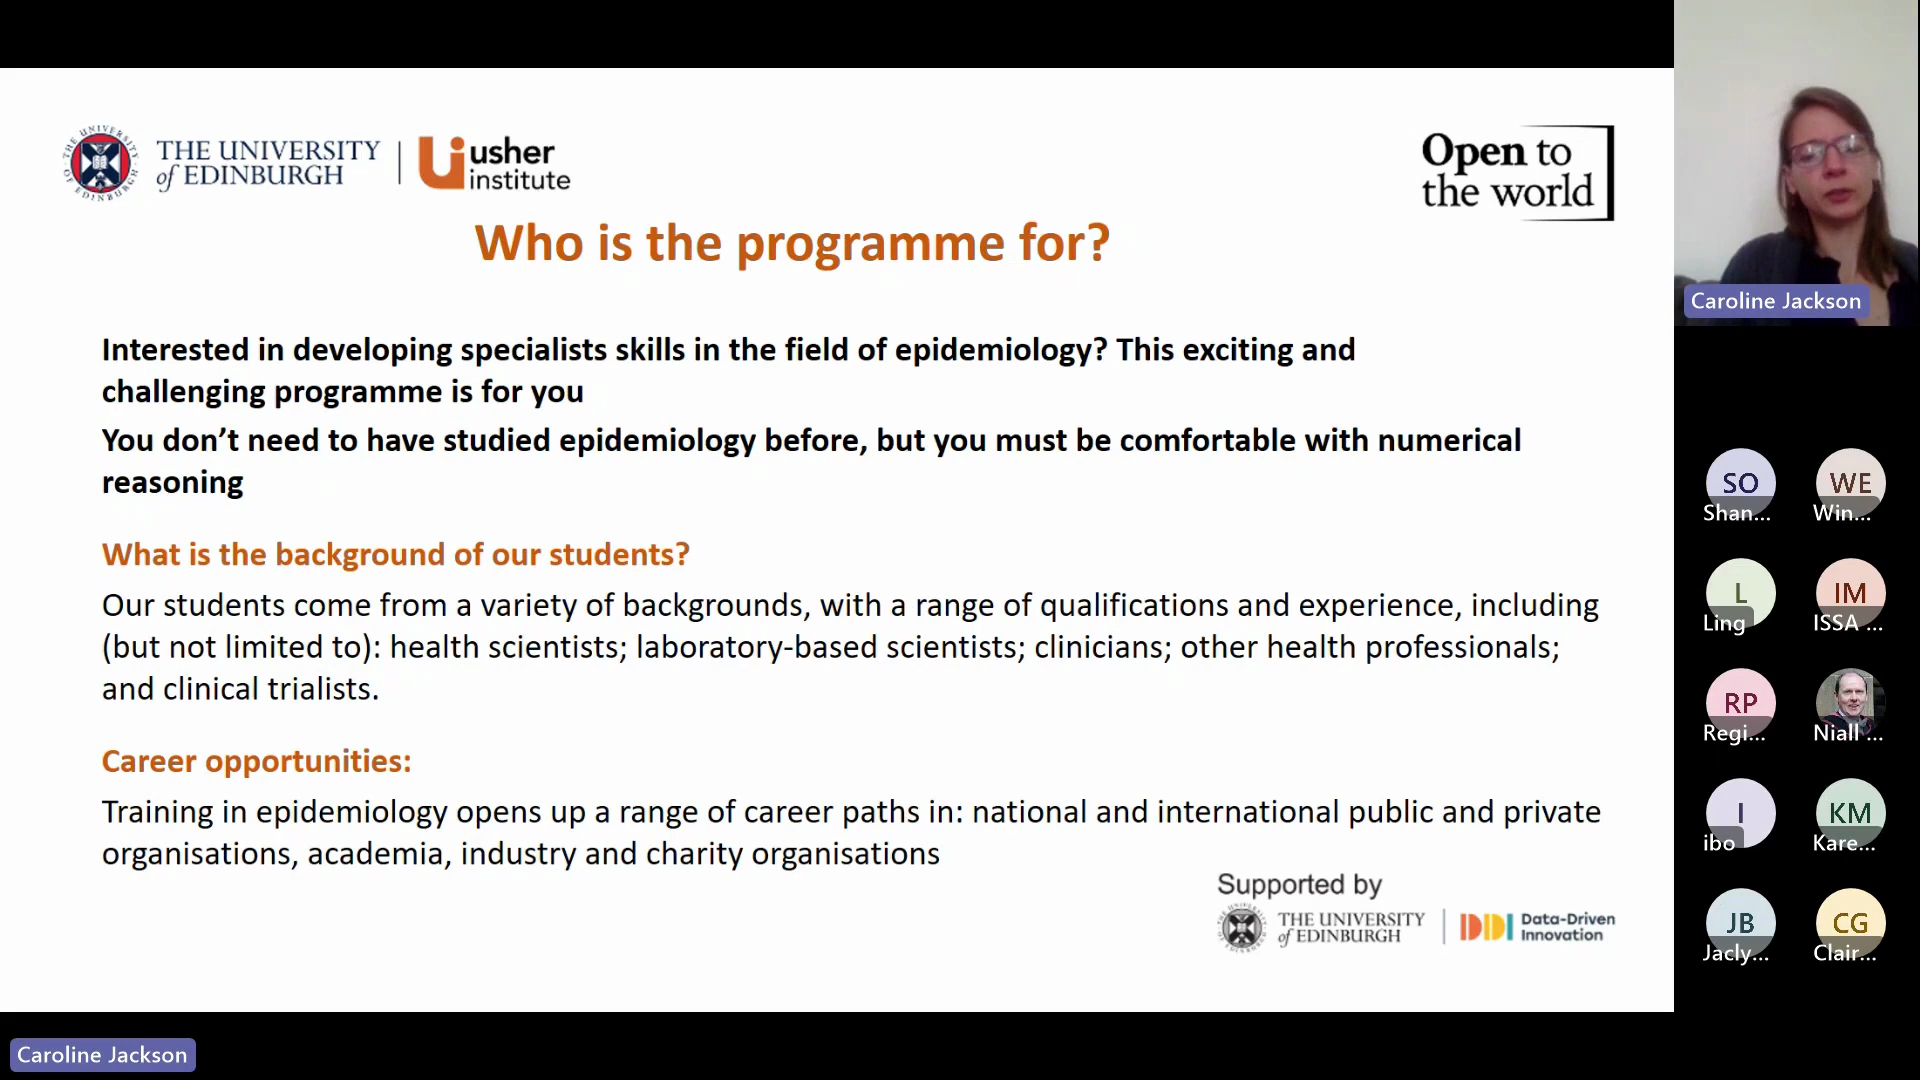 THE UNIVERSITY
of EDINBURGH
usher
institute
Open to
the world
Who is the programme for?
Interested in developing specialists skills in the field of epidemiology? This exciting and
challenging programme is for you
You don’t need to have studied epidemiology before, but you must be comfortable with numerical
reasoning
What is the background of our students?
Our students come from a variety of backgrounds, with a range of qualifications and experience, including
(but not limited to): health scientists; laboratory-based scientists; clinicians; other health professionals;
and clinical trialists.
Career opportunities:
Training in epidemiology opens up a range of career paths in: national and international public and private
organisations, academia, industry and charity organisations
Supported by
THE UNIVERSITY
of EDINBURGH
DDI
Data-Driven
Innovation
Caroline Jackson
SO
Shan...
WE
Win...
L
Ling
IM
ISSA ...
RP
Regi...
Niall ...
I
ibo
KM
Kare...
JB
Jacly...
CG
Clair...
Caroline Jackson